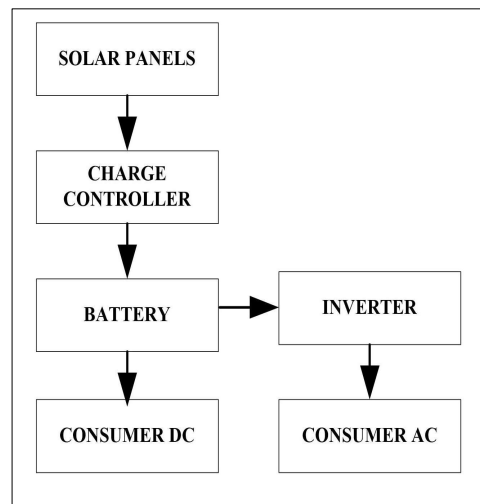 SOLAR PANELS
CHARGE
CONTROLLER
BATTERY
INVERTER
CONSUMER DC
CONSUMER AC